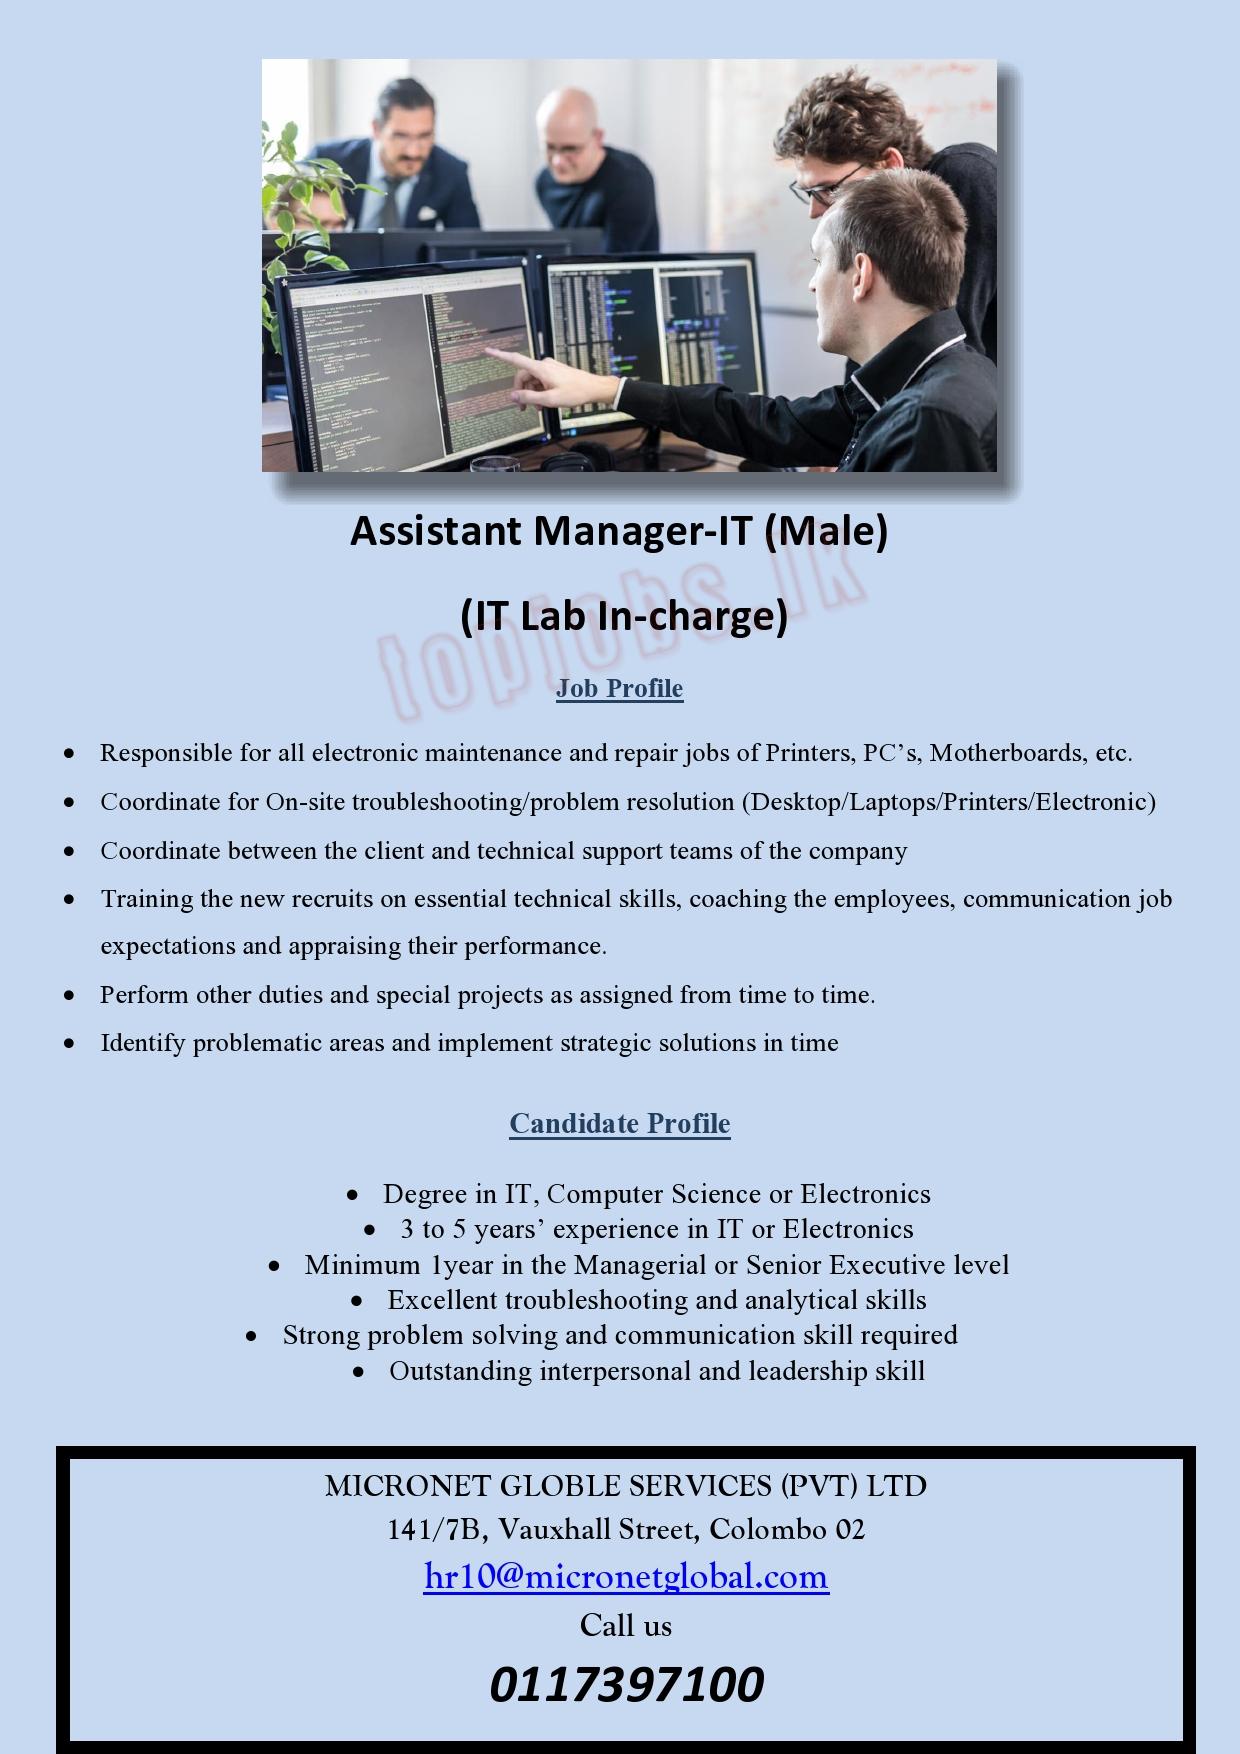 Assistant Manager-IT (Male)
(IT Lab In-charge)
topjobs.lk
Job Profile
• Responsible for all electronic maintenance and repair jobs of Printers, PC’s, Motherboards, etc.
• Coordinate for On-site troubleshooting/problem resolution (Desktop/Laptops/Printers/Electronic)
• Coordinate between the client and technical support teams of the company
• Training the new recruits on essential technical skills, coaching the employees, communication job
expectations and appraising their performance.
• Perform other duties and special projects as assigned from time to time.
• Identify problematic areas and implement strategic solutions in time
Candidate Profile
• Degree in IT, Computer Science or Electronics
• 3 to 5 years’ experience in IT or Electronics
• Minimum 1year in the Managerial or Senior Executive level
• Excellent troubleshooting and analytical skills
• Strong problem solving and communication skill required
• Outstanding interpersonal and leadership skill
MICRONET GLOBLE SERVICES (PVT) LTD
141/7B, Vauxhall Street, Colombo 02
hr10@micronetglobal.com
Call us
0117397100